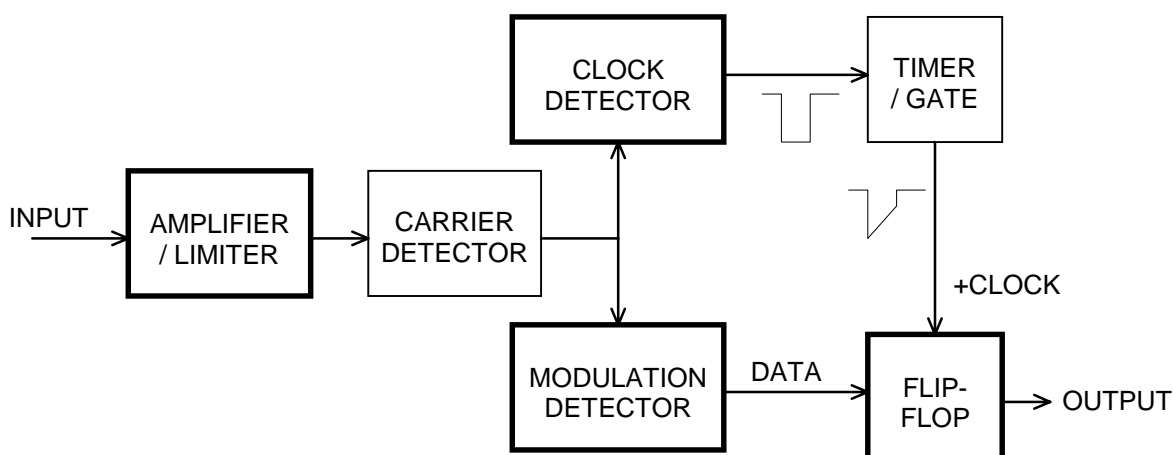 CLOCK
DETECTOR
TIMER
/ GATE
INPUT
AMPLIFIER
/ LIMITER
CARRIER
DETECTOR
+CLOCK
MODULATION
DETECTOR
DATA
FLIP-
FLOP
OUTPUT